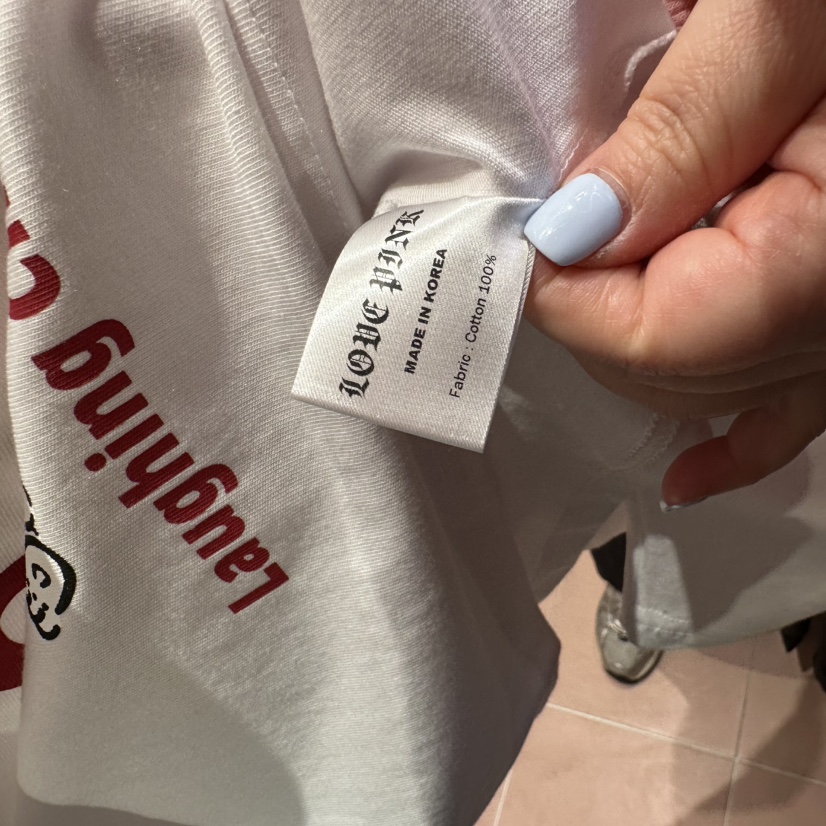 LOVE PINK
MADE IN KOREA
Fabric : Cotton 100%
Laughing